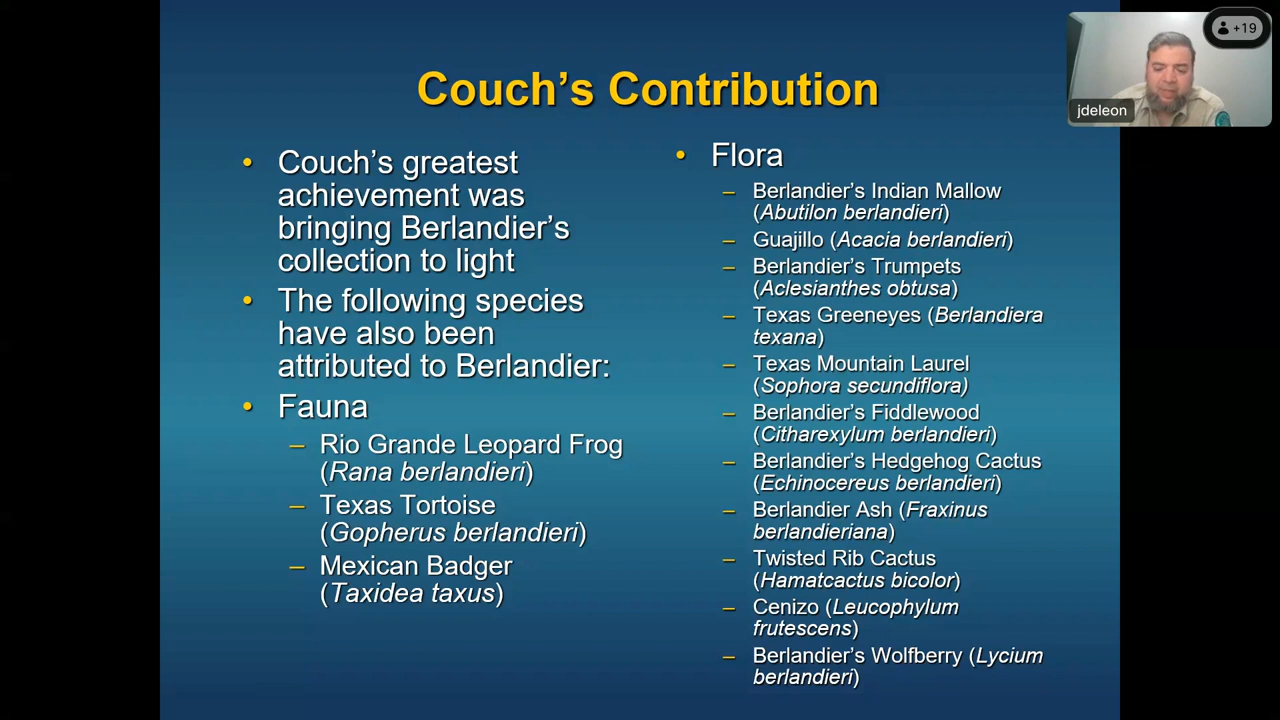 Couch's Contribution
• Couch's greatest
achievement was
bringing Berlandier's
collection to light
• The following species
have also been
attributed to Berlandier:
• Fauna
– Rio Grande Leopard Frog
(Rana berlandieri)
– Texas Tortoise
(Gopherus berlandieri)
– Mexican Badger
(Taxidea taxus)
• Flora
– Berlandier's Indian Mallow
(Abutilon berlandieri)
– Guajillo (Acacia berlandieri)
– Berlandier's Trumpets
(Aclesianthes obtusa)
– Texas Greeneyes (Berlandiera
texana)
– Texas Mountain Laurel
(Sophora secundiflora)
– Berlandier's Fiddlewood
(Citharexylum berlandieri)
– Berlandier's Hedgehog Cactus
(Echinocereus berlandieri)
– Berlandier Ash (Fraxinus
berlandieriana)
– Twisted Rib Cactus
(Hamatcactus bicolor)
– Cenizo (Leucophylum
frutescens)
– Berlandier's Wolfberry (Lycium
berlandieri)
+19
jdeleon